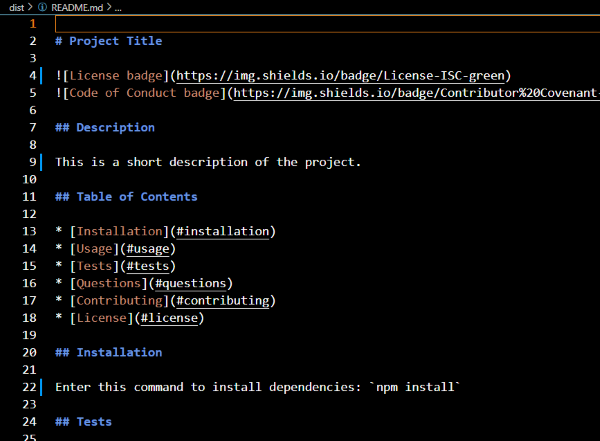 dist > ⓘ README.md > ...
1
2 # Project Title
3
4 ![License badge](https://img.shields.io/badge/License-ISC-green)
5 ![Code of Conduct badge](https://img.shields.io/badge/Contributor%20Covenant-
6
7 ## Description
8
9 This is a short description of the project.
10
11 ## Table of Contents
12
13 * [Installation](#installation)
14 * [Usage](#usage)
15 * [Tests](#tests)
16 * [Questions](#questions)
17 * [Contributing](#contributing)
18 * [License](#license)
19
20 ## Installation
21
22 Enter this command to install dependencies: `npm install`
23
24 ## Tests
25